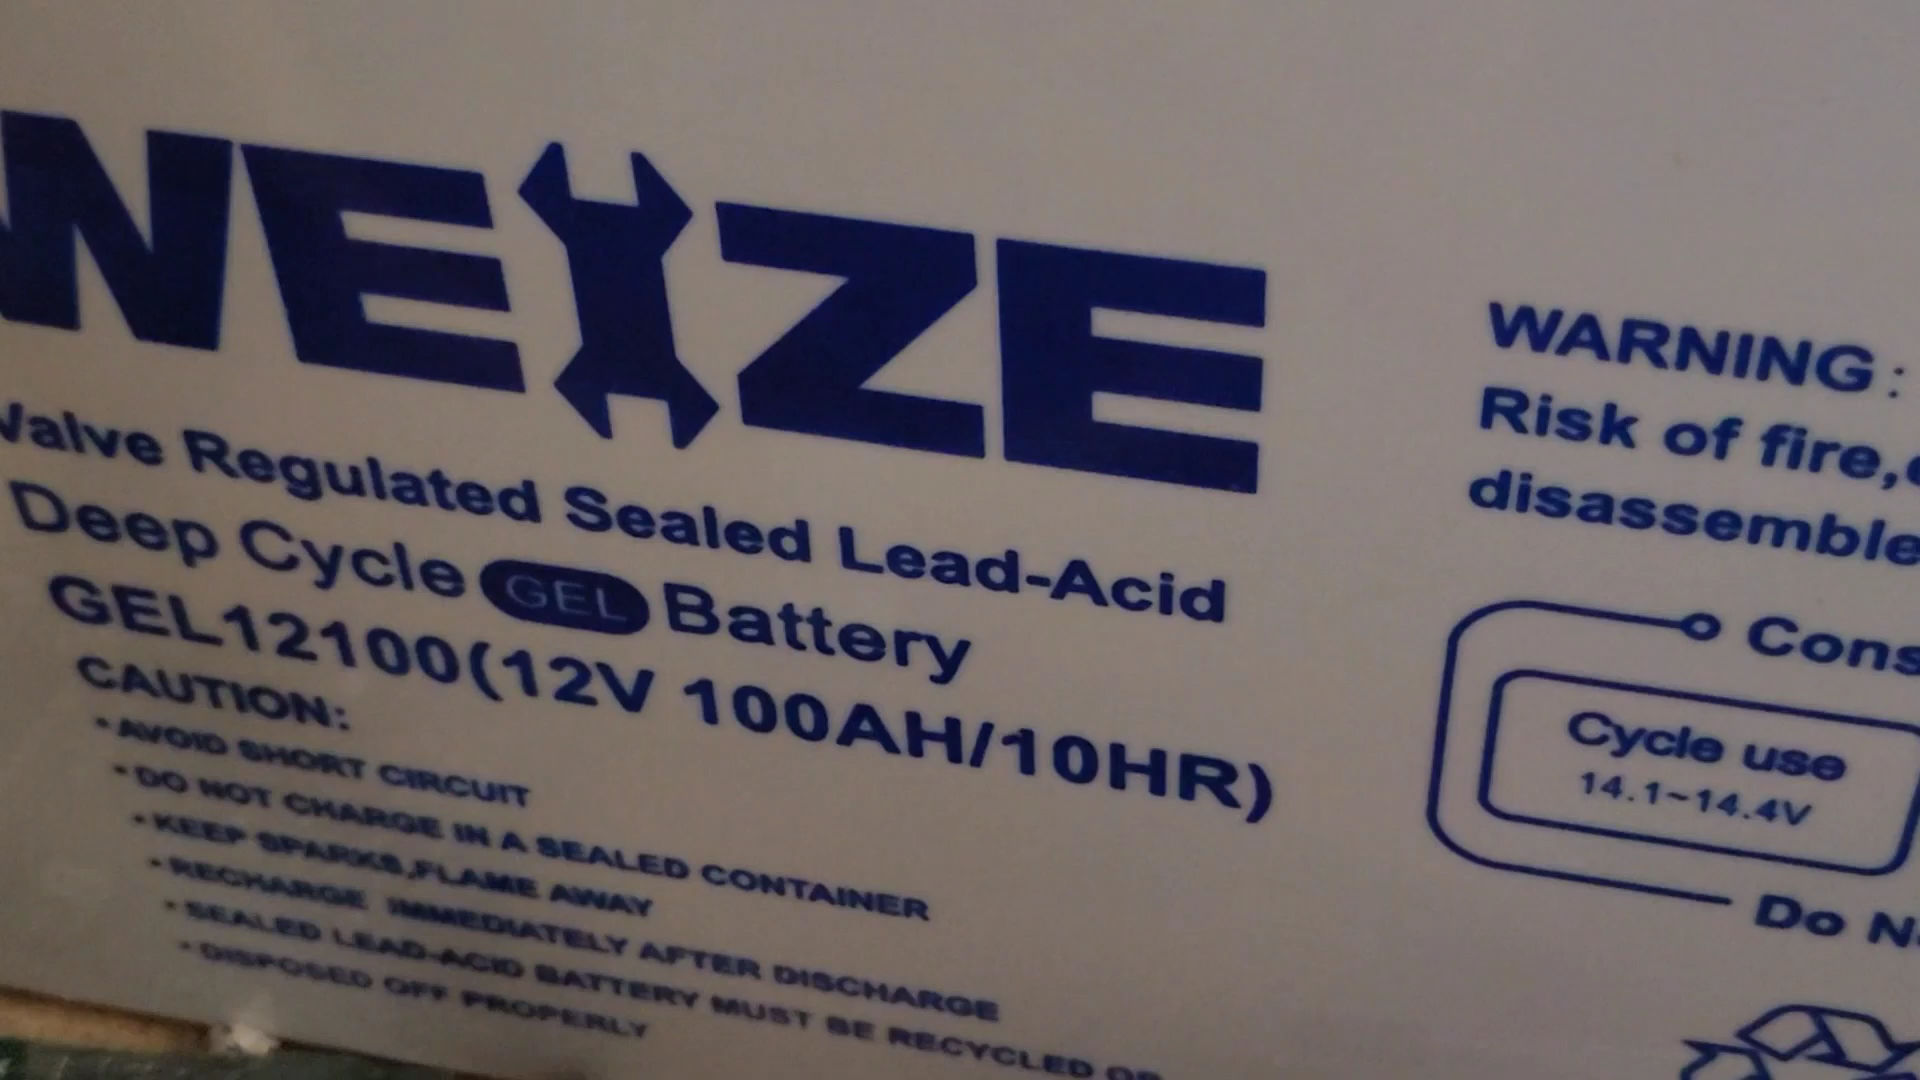 WEIZE
Valve Regulated Sealed Lead-Acid
Deep Cycle GEL Battery
GEL12100(12V 100AH/10HR)
CAUTION:
• AVOID SHORT CIRCUIT
• DO NOT CHARGE IN A SEALED CONTAINER
• KEEP SPARKS,FLAME AWAY
• RECHARGE IMMEDIATELY AFTER DISCHARGE
• SEALED LEAD-ACID BATTERY MUST BE RECYCLED OR
• DISPOSED OFF PROPERLY
WARNING:
Risk of fire,
disassemble
Cons
Cycle use
14.1~14.4V
Do N